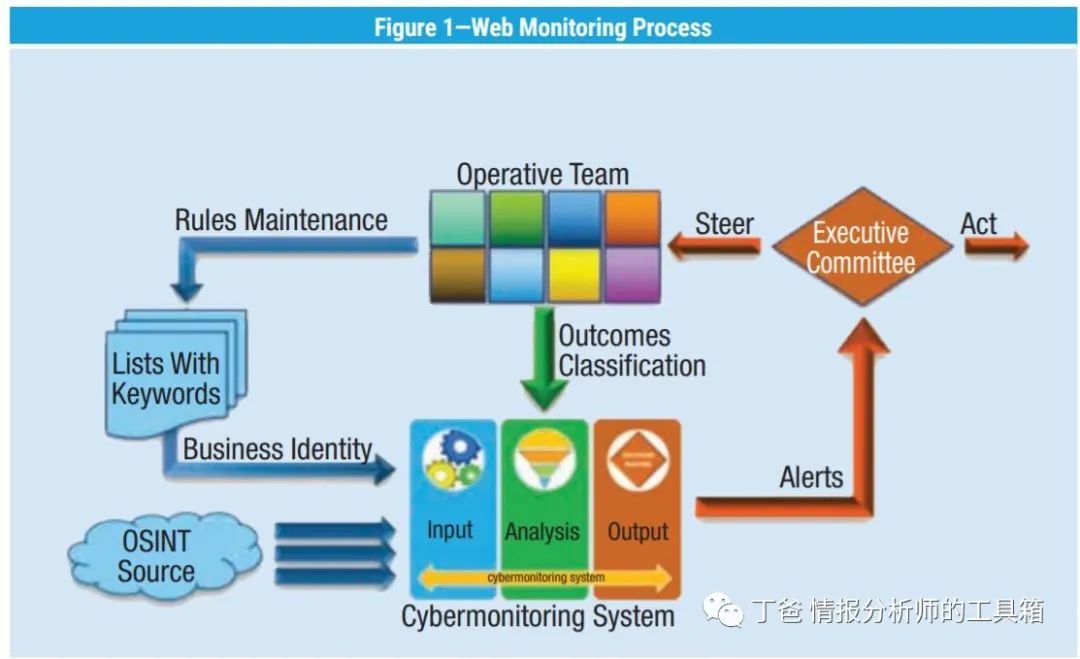 Figure 1—Web Monitoring Process
Operative Team
Rules Maintenance
Steer
Executive
Committee
Act
Lists With
Keywords
Outcomes
Classification
Business Identity
Alerts
OSINT
Source
Input
Analysis
Output
cybermonitoring system
Cybermonitoring System
丁爸 情报分析师的工具箱